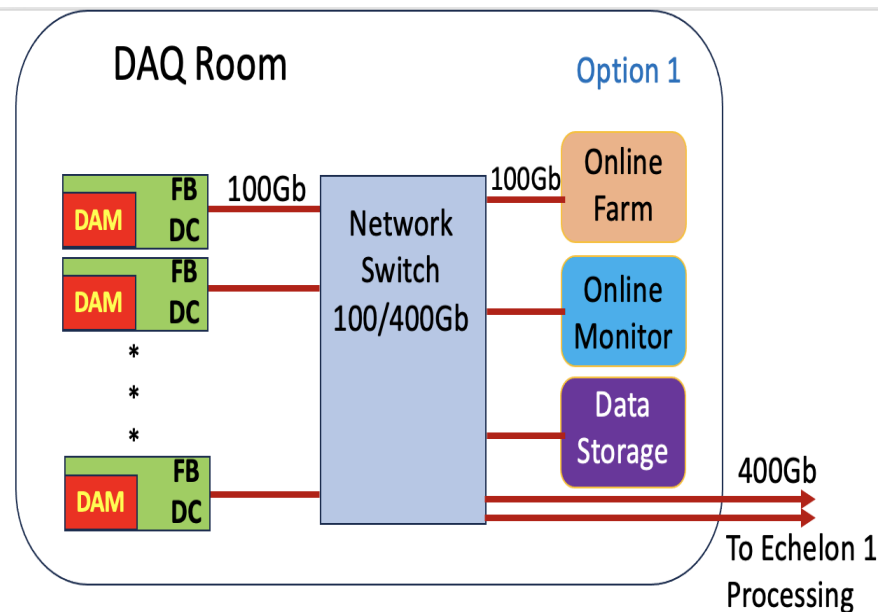 DAQ Room
Option 1
FB
DAM
DC
100Gb
FB
DAM
DC
*
*
*
FB
DAM
DC
Network
Switch
100/400Gb
100Gb
Online
Farm
Online
Monitor
Data
Storage
400Gb
To Echelon 1
Processing